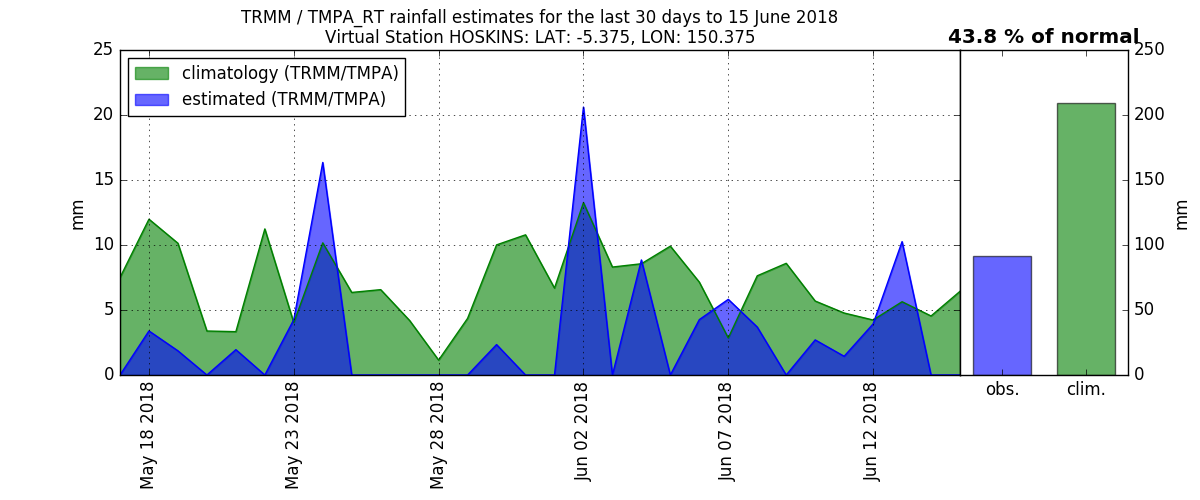 TRMM / TMPA_RT rainfall estimates for the last 30 days to 15 June 2018
Virtual Station HOSKINS: LAT: -5.375, LON: 150.375
43.8 % of normal
climatology (TRMM/TMPA)
estimated (TRMM/TMPA)
25
20
15
10
5
0
mm
May 18 2018
May 23 2018
May 28 2018
Jun 02 2018
Jun 07 2018
Jun 12 2018
obs.
clim.
250
200
150
100
50
0
mm